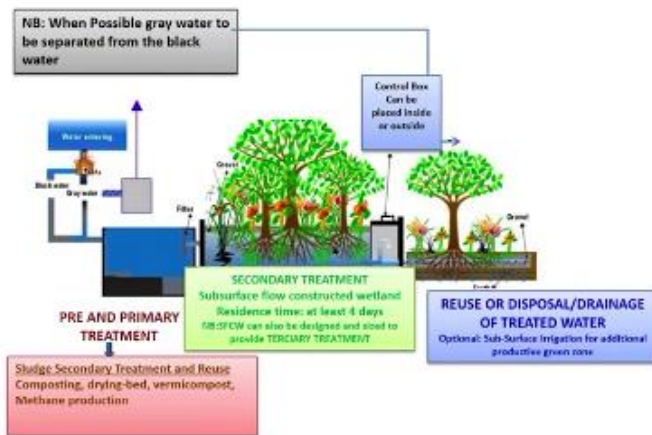 NB: When Possible gray water to
be separated from the black
water
Control Box
Can be
placed inside
or outside
Water entering
Gravel
Black water
Gray water
Filter
Gravel
SECONDARY TREATMENT
Subsurface flow constructed wetland
Residence time: at least 4 days
NB:SFCW can also be designed and sized to
provide TERCIARY TREATMENT
PRE AND PRIMARY
TREATMENT
REUSE OR DISPOSAL/DRAINAGE
OF TREATED WATER
Optional: Sub-Surface Irrigation for additional
productive green zone
Sludge Secondary Treatment and Reuse
Composting, drying-bed, vermicompost,
Methane production